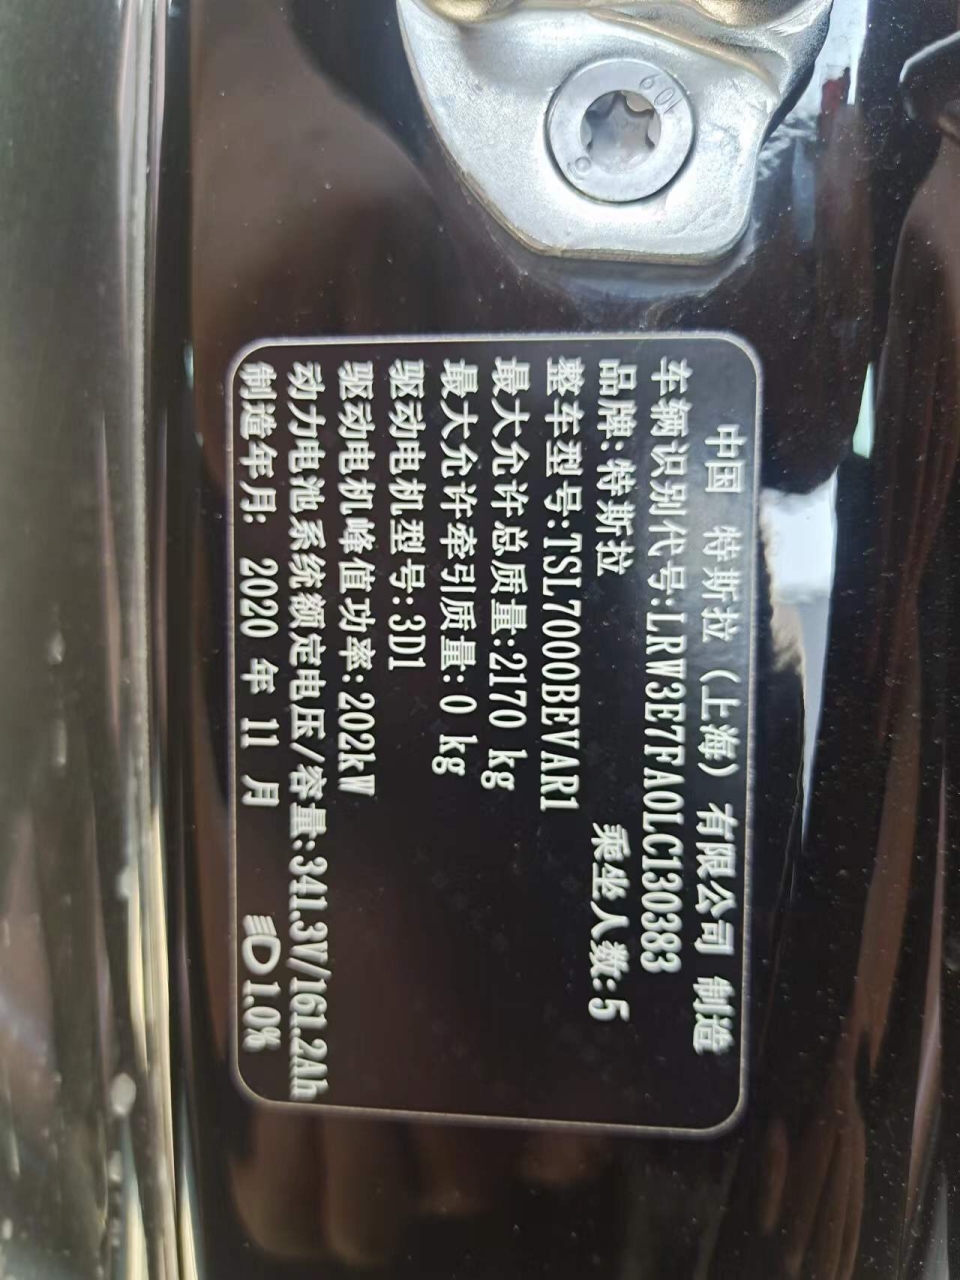 中国 特斯拉（上海）有限公司 制造
车辆识别代号:LRW3E7FA0LC130383
品牌:特斯拉 乘坐人数:5
整车型号:TSL7000BEVAR1
最大允许总质量:2170 kg
最大允许牵引质量:0 kg
驱动电机型号:3D1
驱动电机峰值功率:202kW
动力电池系统额定电压/容量:341.3V/161.2Ah
制造年月: 2020 年 11 月 1.0%
10.9